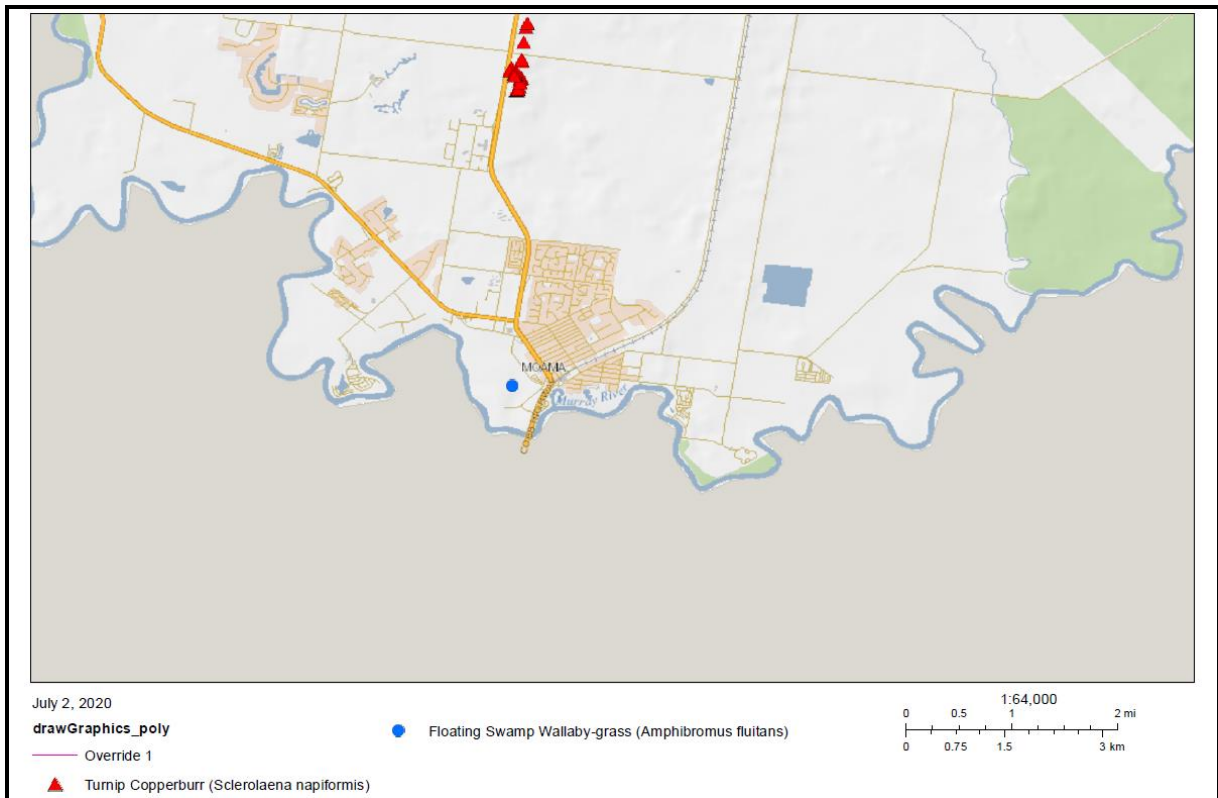 MOAMA
Murray River
July 2, 2020
drawGraphics_poly
Override 1
Turnip Copperburr (Sclerolaena napiformis)
Floating Swamp Wallaby-grass (Amphibromus fluitans)
1:64,000
0 0.5 1 2 mi
0 0.75 1.5 3 km